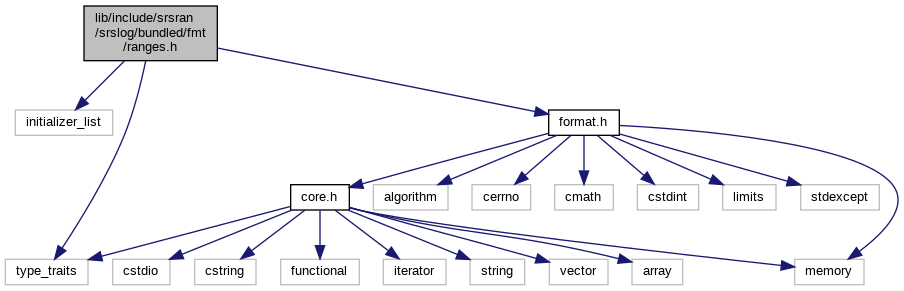 lib/include/srsran
/srslog/bundled/fmt
/ranges.h
initializer_list
format.h
core.h
algorithm
cerrno
cmath
cstdint
limits
stdexcept
type_traits
cstdio
cstring
functional
iterator
string
vector
array
memory